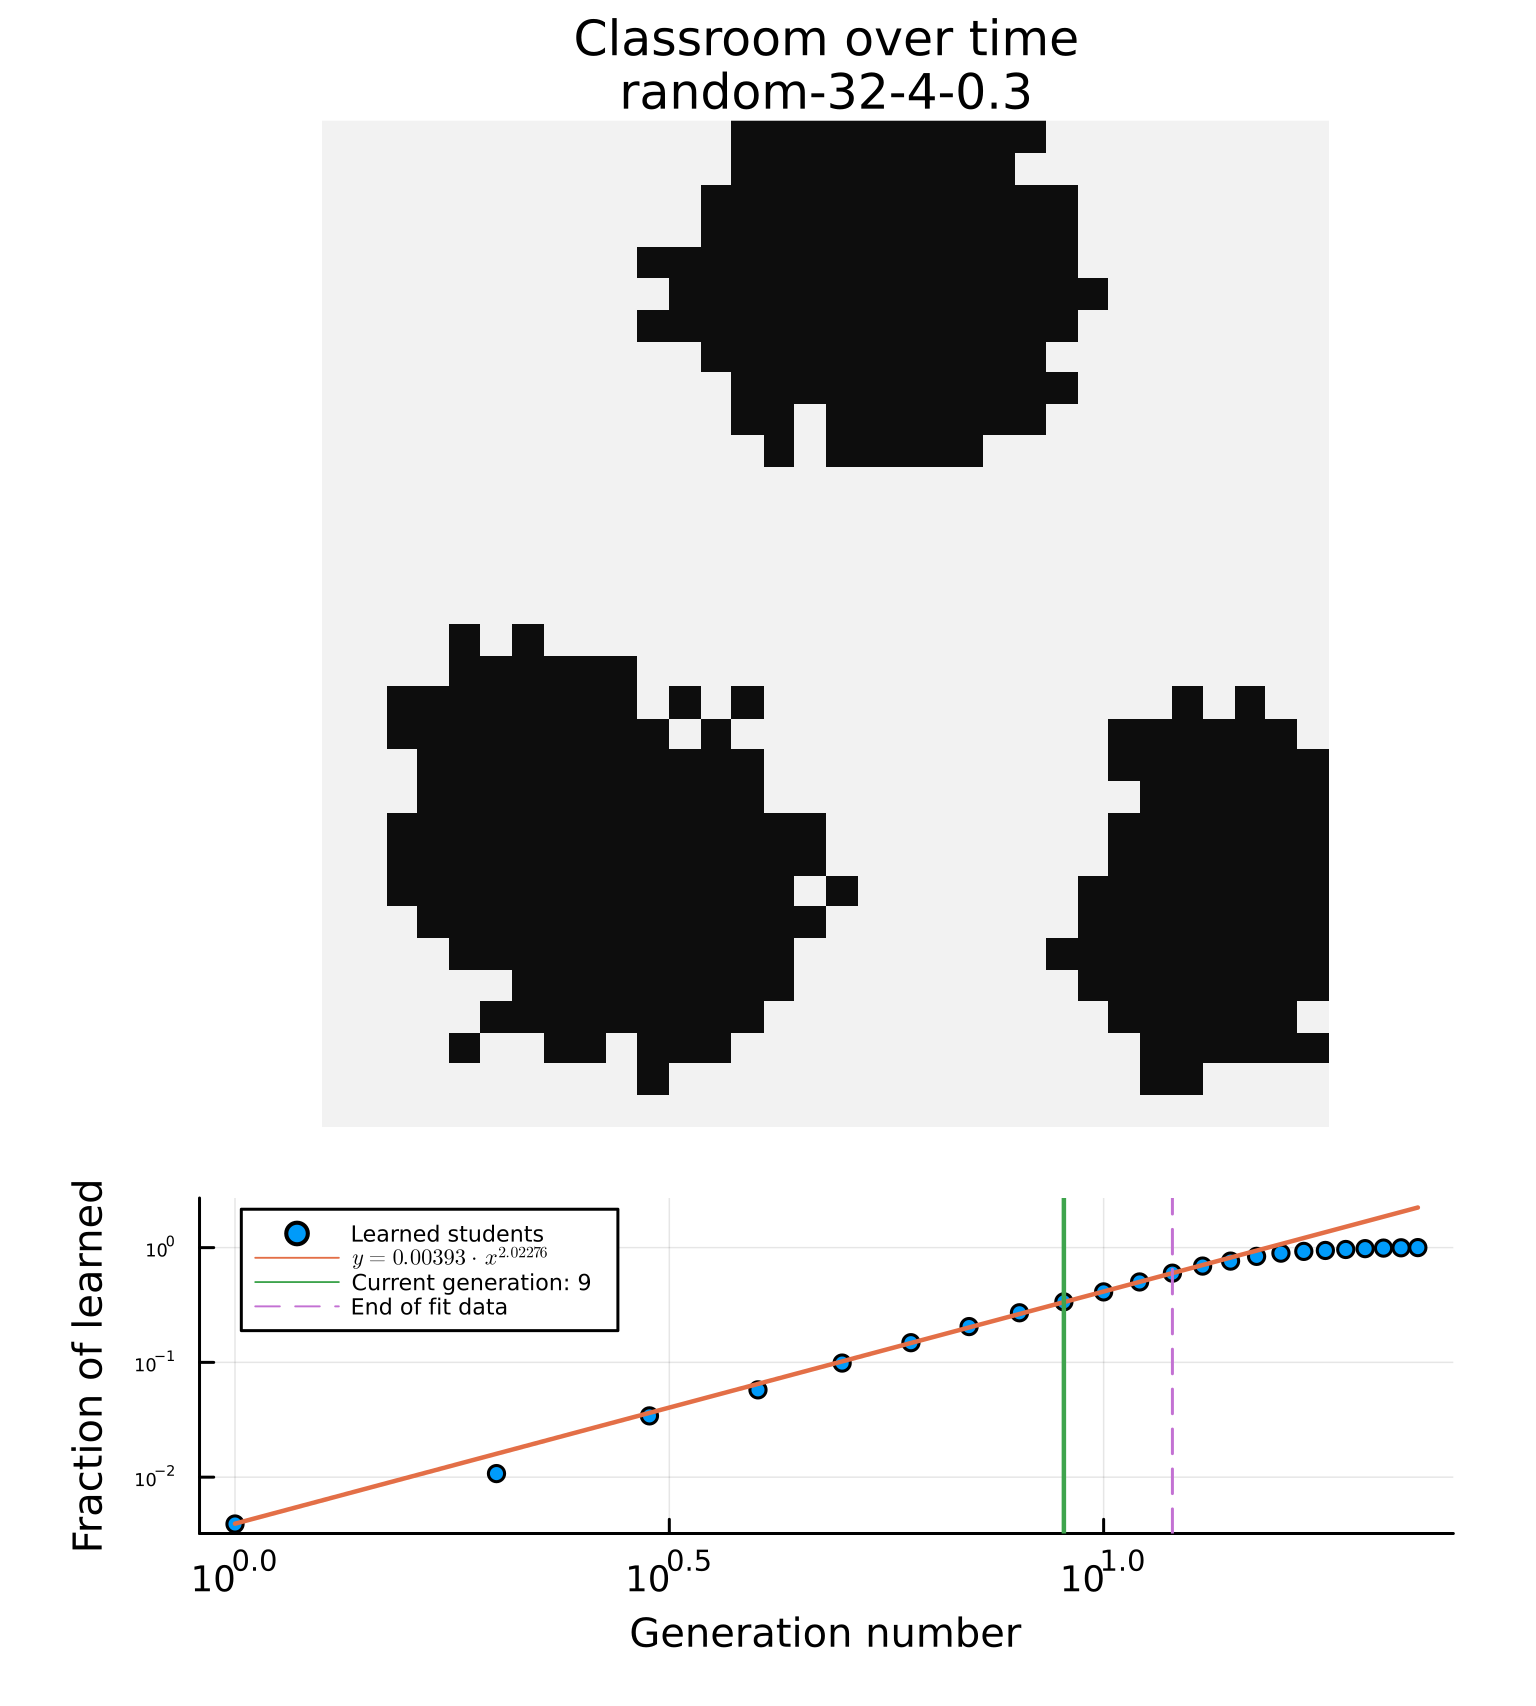 Classroom over time
random-32-4-0.3
Fraction of learned
10⁰
10⁻¹
10⁻²
Learned students
y = 0.00393 · x^2.02276
Current generation: 9
End of fit data
10^0.0
10^0.5
10^1.0
Generation number